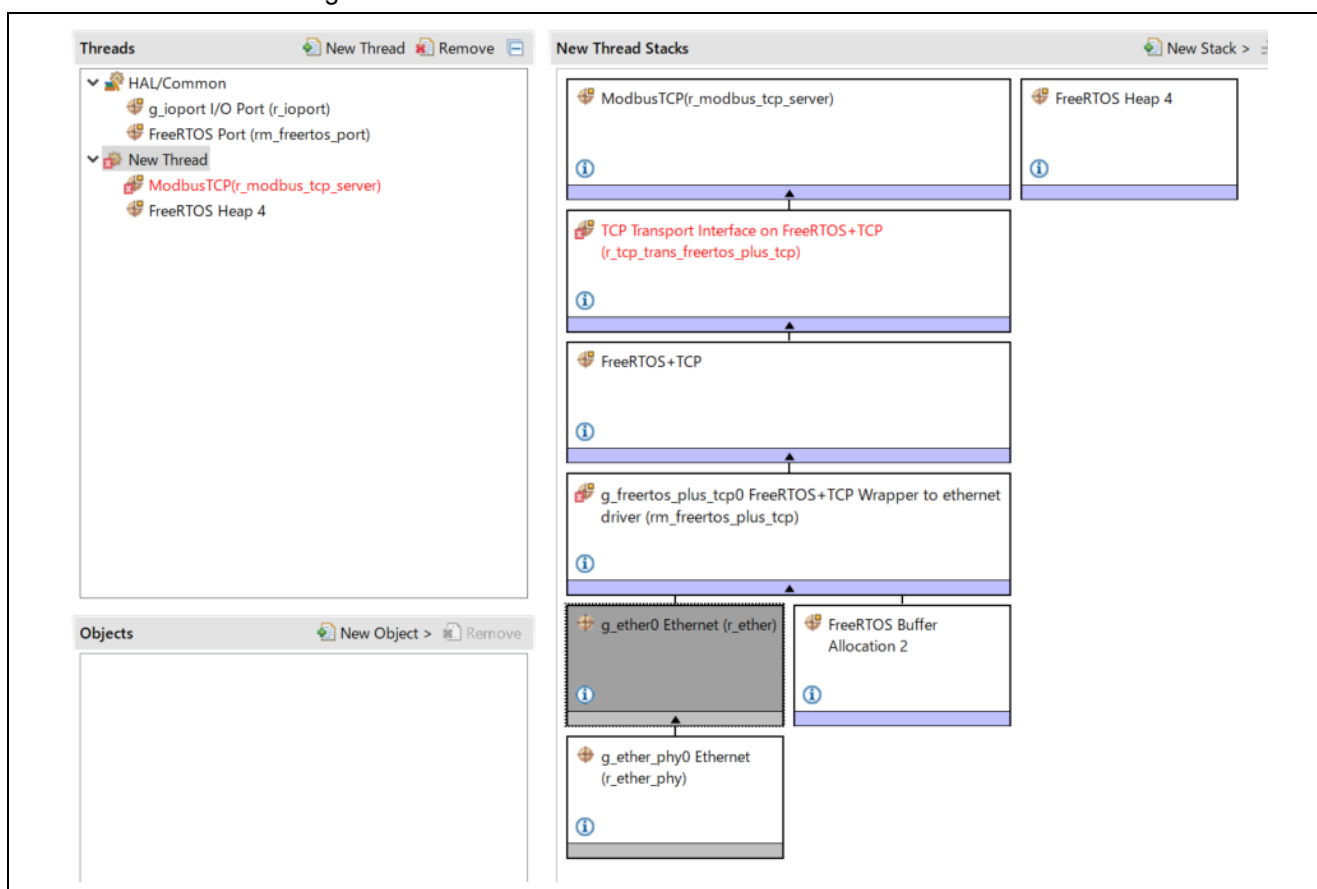 Threads
New Thread
Remove
HAL/Common
g_ioport I/O Port (r_ioport)
FreeRTOS Port (rm_freertos_port)
New Thread
ModbusTCP(r_modbus_tcp_server)
FreeRTOS Heap 4
Objects
New Object >
Remove
New Thread Stacks
New Stack >
ModbusTCP(r_modbus_tcp_server)
FreeRTOS Heap 4
TCP Transport Interface on FreeRTOS+TCP
(r_tcp_trans_freertos_plus_tcp)
FreeRTOS+TCP
g_freertos_plus_tcp0 FreeRTOS+TCP Wrapper to ethernet
driver (rm_freertos_plus_tcp)
g_ether0 Ethernet (r_ether)
FreeRTOS Buffer
Allocation 2
g_ether_phy0 Ethernet
(r_ether_phy)